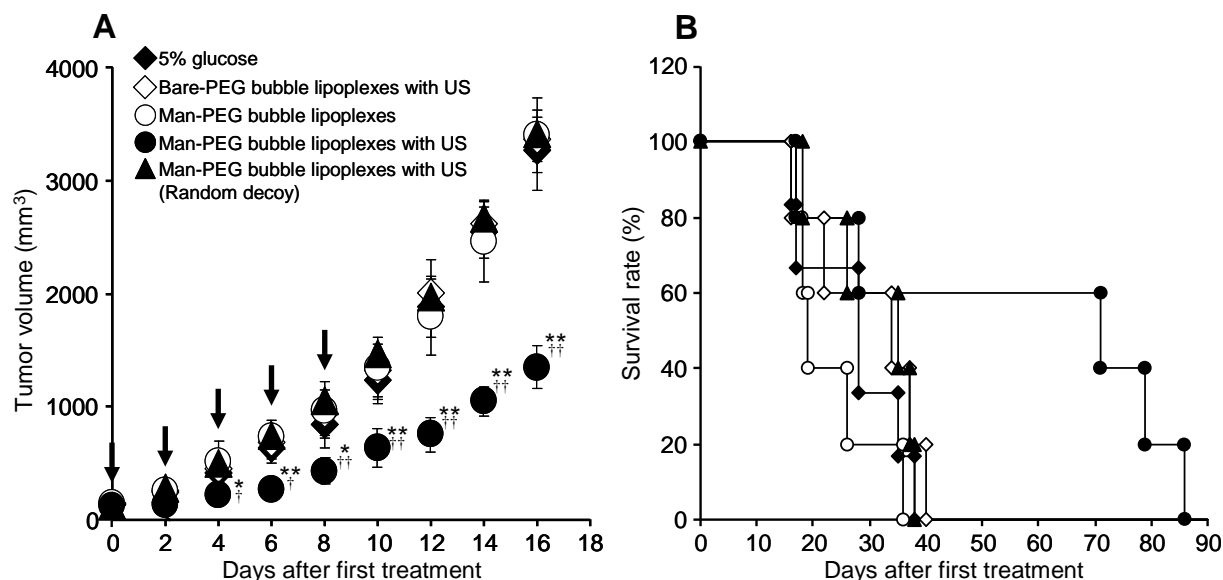 A
5% glucose
Bare-PEG bubble lipoplexes with US
Man-PEG bubble lipoplexes
Man-PEG bubble lipoplexes with US
Man-PEG bubble lipoplexes with US
(Random decoy)
Tumor volume (mm³)
4000
3000
2000
1000
0
*
†
**
†
*
††
**
††
**
††
**
††
**
††
0 2 4 6 8 10 12 14 16 18
Days after first treatment
B
Survival rate (%)
120
100
80
60
40
20
0
0 10 20 30 40 50 60 70 80 90
Days after first treatment